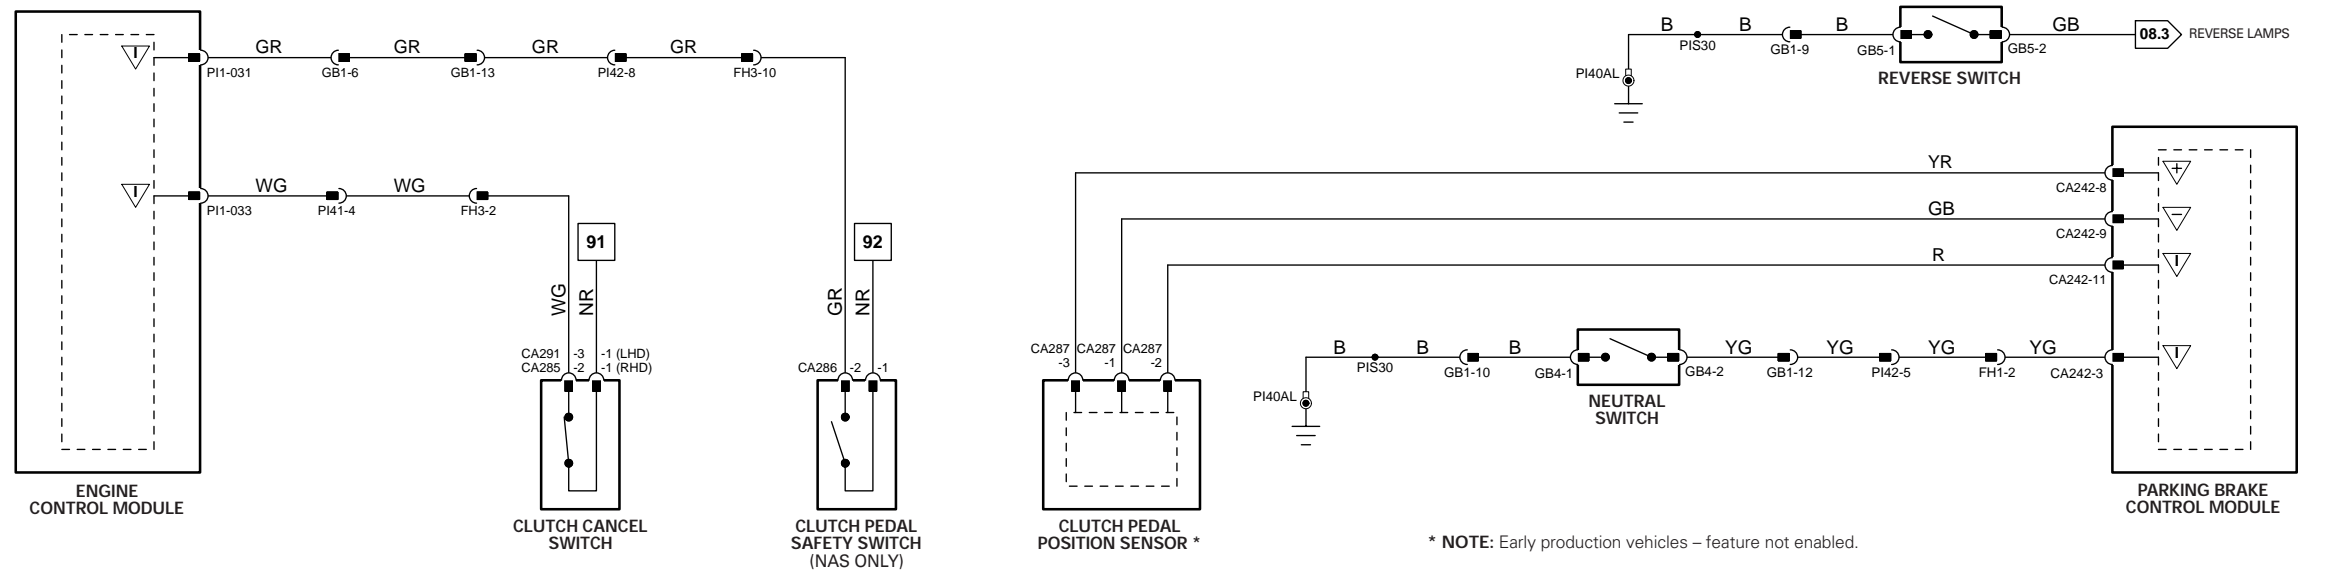 GR GR GR GR
PI1-031 GB1-6 GB1-13 PI42-8 FH3-10
WG WG
PI1-033 PI41-4 FH3-2
91
92
WG NR
GR NR
CA291 -3 -1 (LHD)
CA285 -2 -1 (RHD)
CA286 -2 -1
ENGINE
CONTROL MODULE
CLUTCH CANCEL
SWITCH
CLUTCH PEDAL
SAFETY SWITCH
(NAS ONLY)
B B B GB
08.3 REVERSE LAMPS
PIS30 GB1-9 GB5-1 GB5-2
PI40AL
REVERSE SWITCH
YR
CA242-8
+
GB
CA242-9
–
R
CA242-11
I
I
I
I
CA287 CA287 CA287
-3 -1 -2
CLUTCH PEDAL
POSITION SENSOR *
B B B YG YG YG YG
PIS30 GB1-10 GB4-1 GB4-2 GB1-12 PI42-5 FH1-2 CA242-3
PI40AL
NEUTRAL
SWITCH
PARKING BRAKE
CONTROL MODULE
* NOTE: Early production vehicles – feature not enabled.